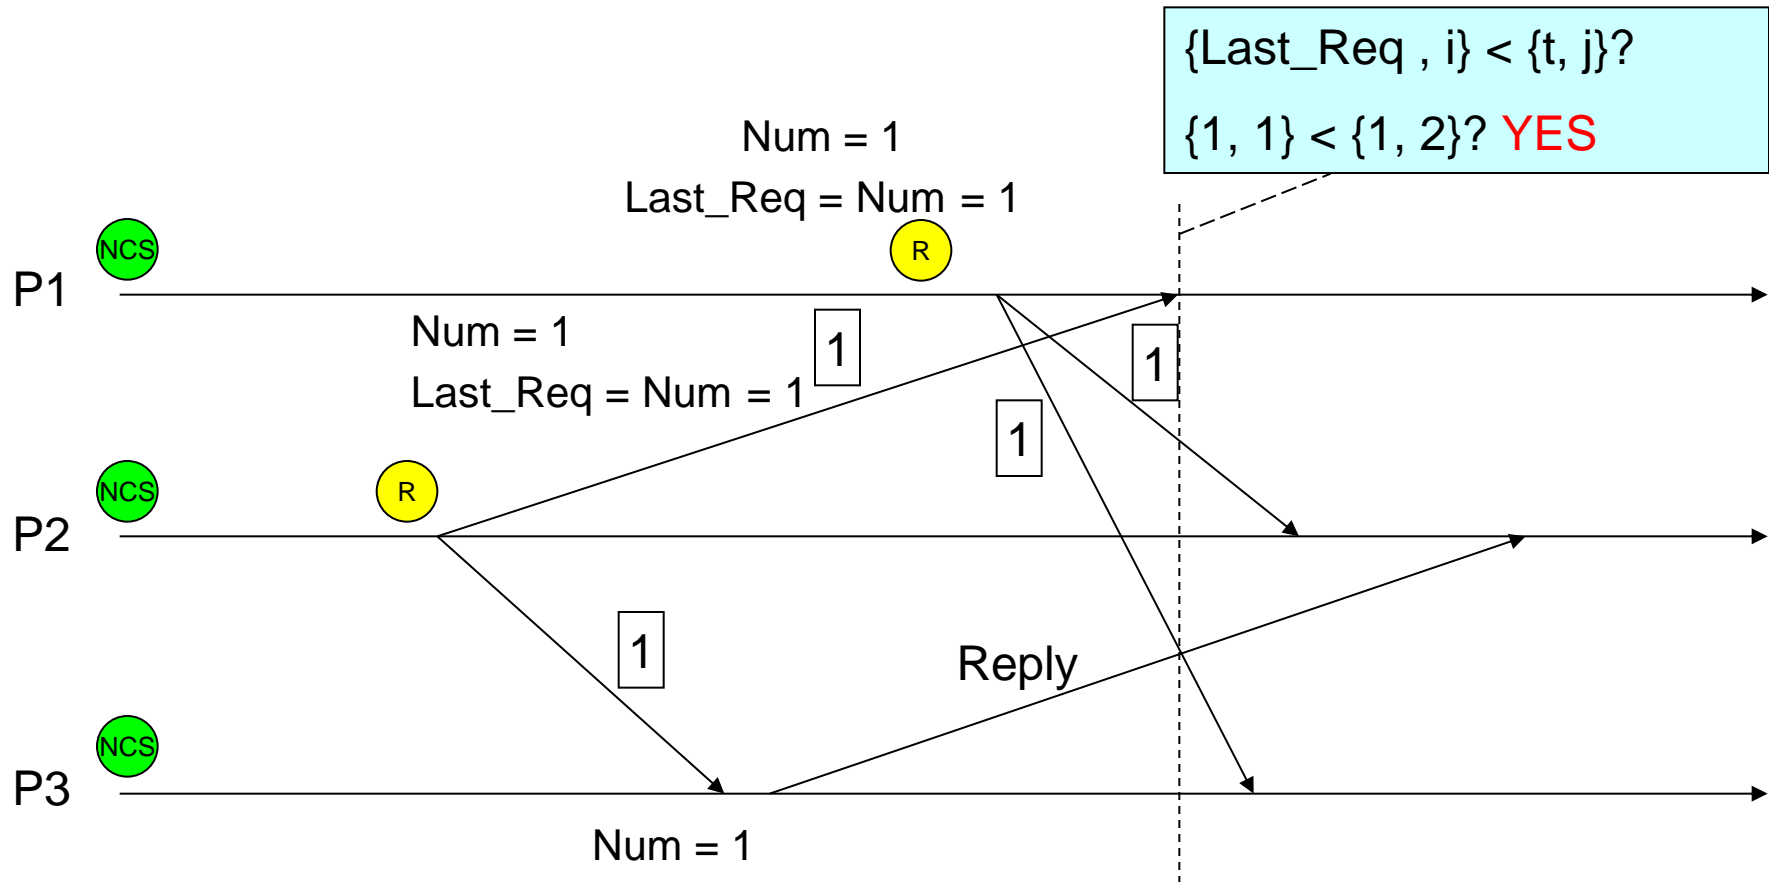 {Last_Req , i} < {t, j}?
{1, 1} < {1, 2}? YES
Num = 1
Last_Req = Num = 1
NCS
R
P1
Num = 1
1
1
Last_Req = Num = 1
1
NCS
R
P2
1
Reply
NCS
P3
Num = 1